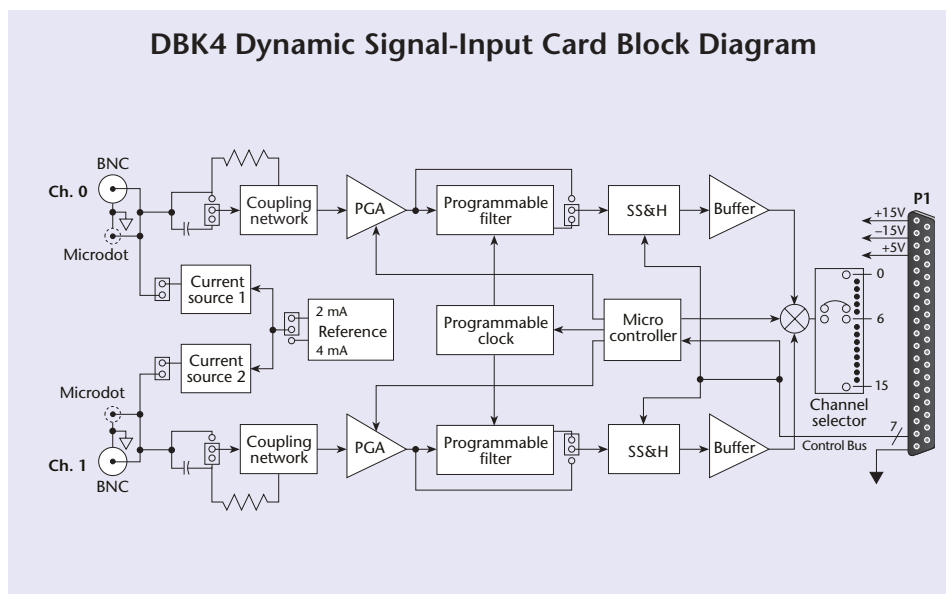 DBK4 Dynamic Signal-Input Card Block Diagram
BNC
Ch. 0
Microdot
Coupling
network
PGA
Programmable
filter
SS&H
Buffer
P1
+15V
–15V
+5V
Current
source 1
2 mA
Reference
4 mA
Programmable
clock
Micro
controller
0
6
15
Channel
selector
Current
source 2
Microdot
Ch. 1
BNC
Coupling
network
PGA
Programmable
filter
SS&H
Buffer
Control Bus
7